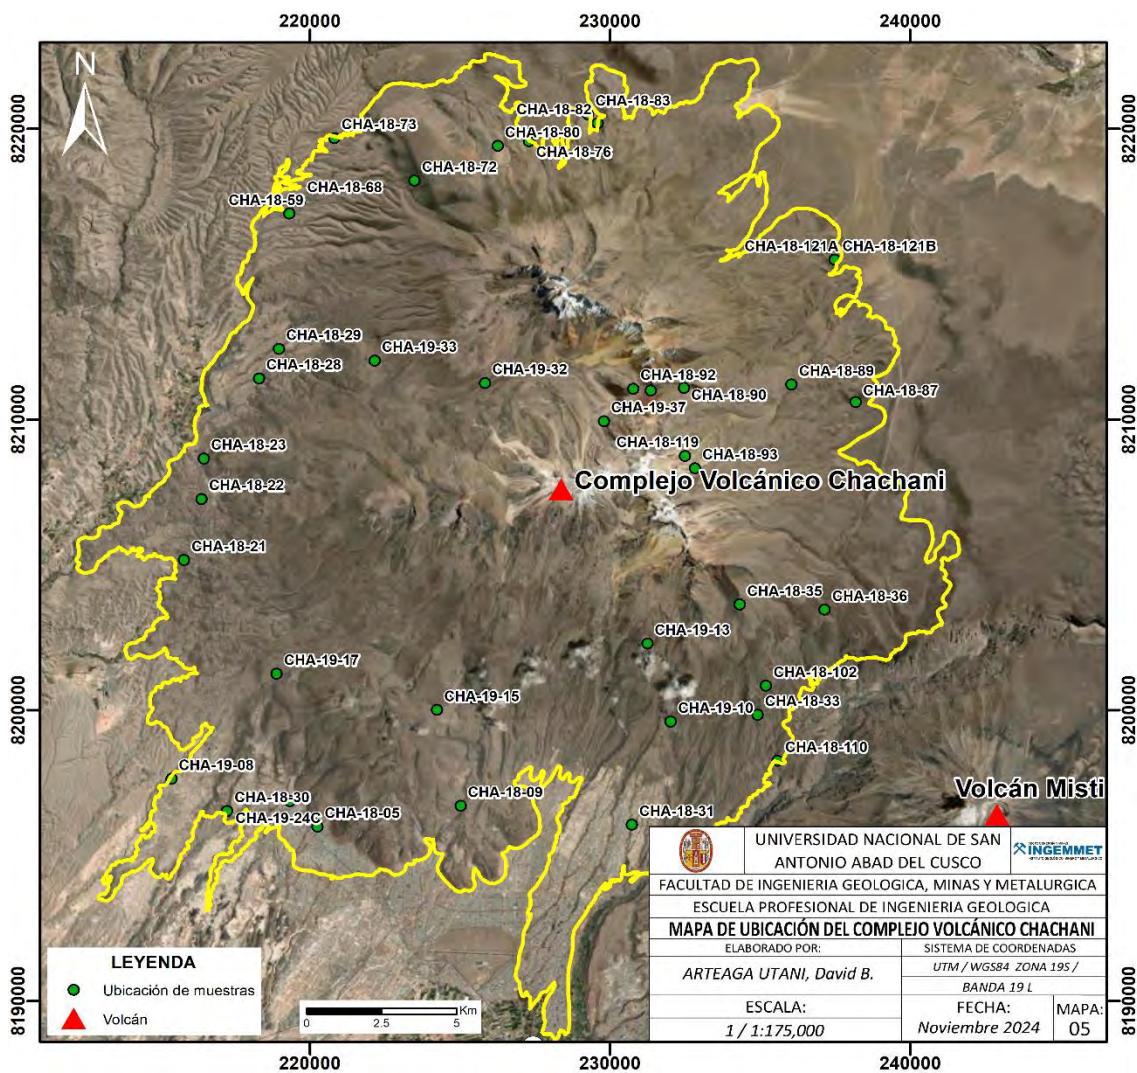 220000
230000
240000
N
8220000
8220000
8210000
8210000
8200000
8200000
8190000
8190000
CHA-18-83
CHA-18-82
CHA-18-73
CHA-18-80
CHA-18-76
CHA-18-72
CHA-18-68
CHA-18-59
CHA-18-121A
CHA-18-121B
CHA-18-29
CHA-19-33
CHA-18-28
CHA-19-32
CHA-18-92
CHA-18-89
CHA-18-90
CHA-18-87
CHA-19-37
CHA-18-23
CHA-18-119
CHA-18-93
Complejo Volcánico Chachani
CHA-18-22
CHA-18-21
CHA-18-35
CHA-18-36
CHA-19-13
CHA-19-17
CHA-18-102
CHA-19-15
CHA-19-10
CHA-18-33
CHA-18-110
CHA-19-08
Volcán Misti
CHA-18-30
CHA-18-09
CHA-19-24C
CHA-18-05
CHA-18-31
UNIVERSIDAD NACIONAL DE SAN
ANTONIO ABAD DEL CUSCO
INGEMMET
FACULTAD DE INGENIERIA GEOLOGICA, MINAS Y METALURGICA
ESCUELA PROFESIONAL DE INGENIERIA GEOLOGICA
MAPA DE UBICACIÓN DEL COMPLEJO VOLCÁNICO CHACHANI
ELABORADO POR:
ARTEAGA UTANI, David B.
SISTEMA DE COORDENADAS
UTM / WGS84 ZONA 19S /
BANDA 19 L
ESCALA:
1 / 1:175,000
FECHA:
Noviembre 2024
MAPA:
05
LEYENDA
Ubicación de muestras
Volcán
0 2.5 5 Km
220000
230000
240000